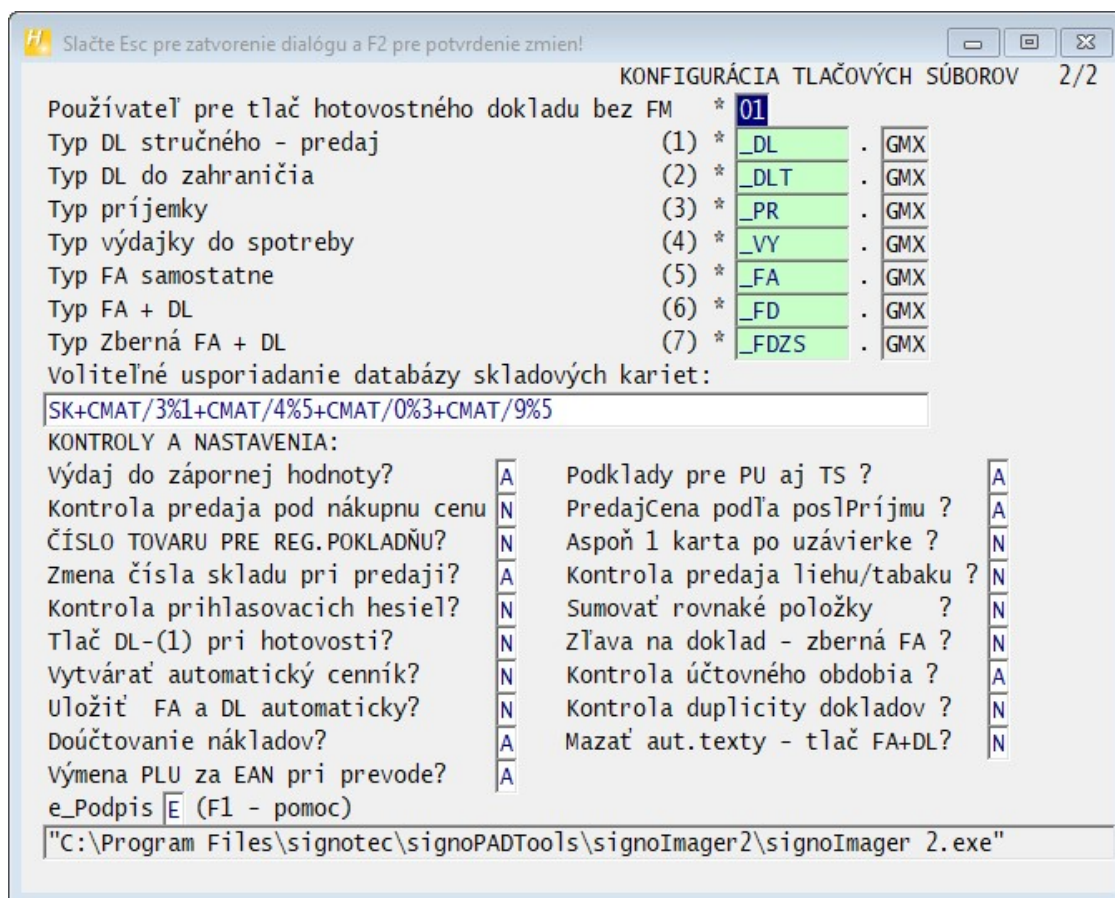 Slačte Esc pre zatvorenie dialógu a F2 pre potvrdenie zmien!
KONFIGURÁCIA TLAČOVÝCH SÚBOROV 2/2
Používateľ pre tlač hotovostného dokladu bez FM * 01
Typ DL stručného - predaj (1) * _DL . GMX
Typ DL do zahraničia (2) * _DLT . GMX
Typ príjemky (3) * _PR . GMX
Typ výdajky do spotreby (4) * _VY . GMX
Typ FA samostatne (5) * _FA . GMX
Typ FA + DL (6) * _FD . GMX
Typ Zberná FA + DL (7) * _FDZS . GMX
Voliteľné usporiadanie databázy skladových kariet:
SK+CMAT/3%1+CMAT/4%5+CMAT/0%3+CMAT/9%5
KONTROLY A NASTAVENIA:
Výdaj do zápornej hodnoty? A Podklady pre PU aj TS ? A
Kontrola predaja pod nákupnu cenu N PredajCena podľa poslPríjmu ? A
ČÍSLO TOVARU PRE REG.POKLADŇU? N Aspoň 1 karta po uzávierke ? N
Zmena čísla skladu pri predaji? A Kontrola predaja liehu/tabaku ? N
Kontrola prihlasovacich hesiel? N Sumovať rovnaké položky ? N
Tlač DL-(1) pri hotovosti? N Zľava na doklad - zberná FA ? N
Vytvárať automatický cenník? N Kontrola účtovného obdobia ? A
Uložiť FA a DL automaticky? N Kontrola duplicity dokladov ? N
Doúčtovanie nákladov? A Mazať aut.texty - tlač FA+DL? N
Výmena PLU za EAN pri prevode? A
e_Podpis E (F1 - pomoc)
"C:\Program Files\signotec\signoPADTools\signoImager2\signoImager 2.exe"